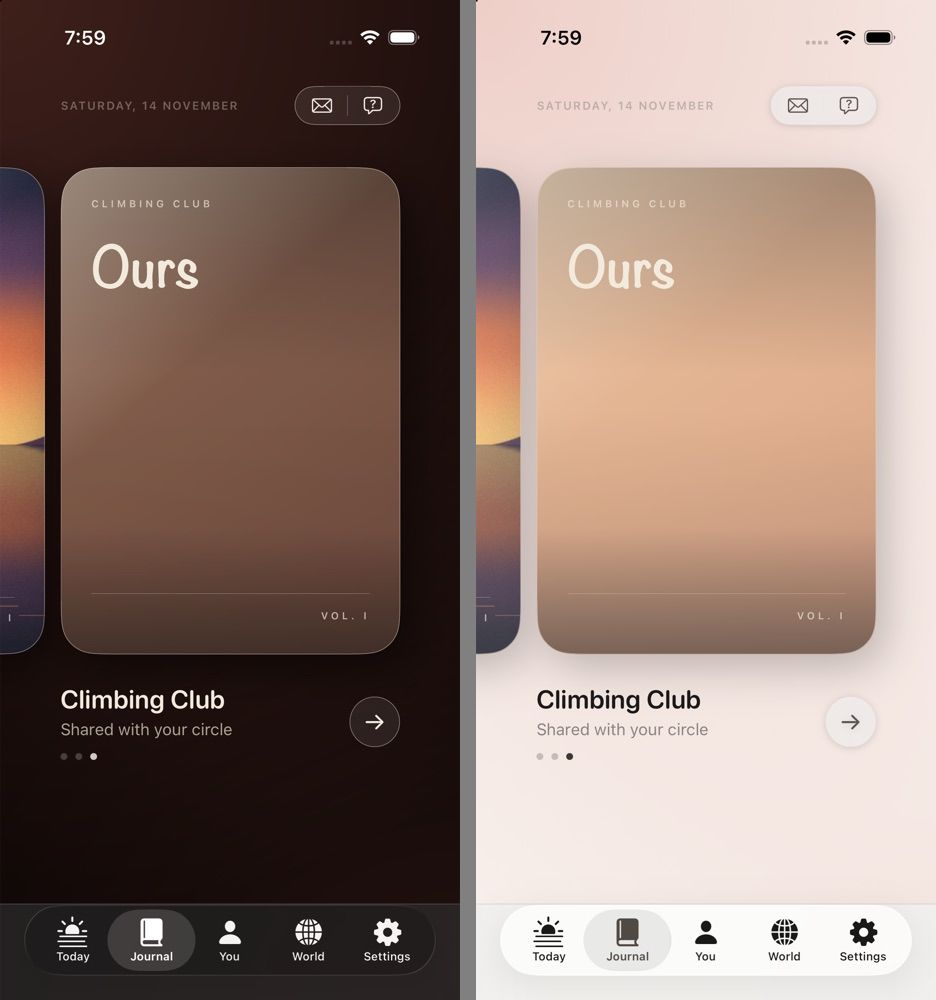 7:59
SATURDAY, 14 NOVEMBER
CLIMBING CLUB
Ours
I
VOL. I
Climbing Club
Shared with your circle
Today
Journal
You
World
Settings
7:59
SATURDAY, 14 NOVEMBER
CLIMBING CLUB
Ours
I
VOL. I
Climbing Club
Shared with your circle
Today
Journal
You
World
Settings